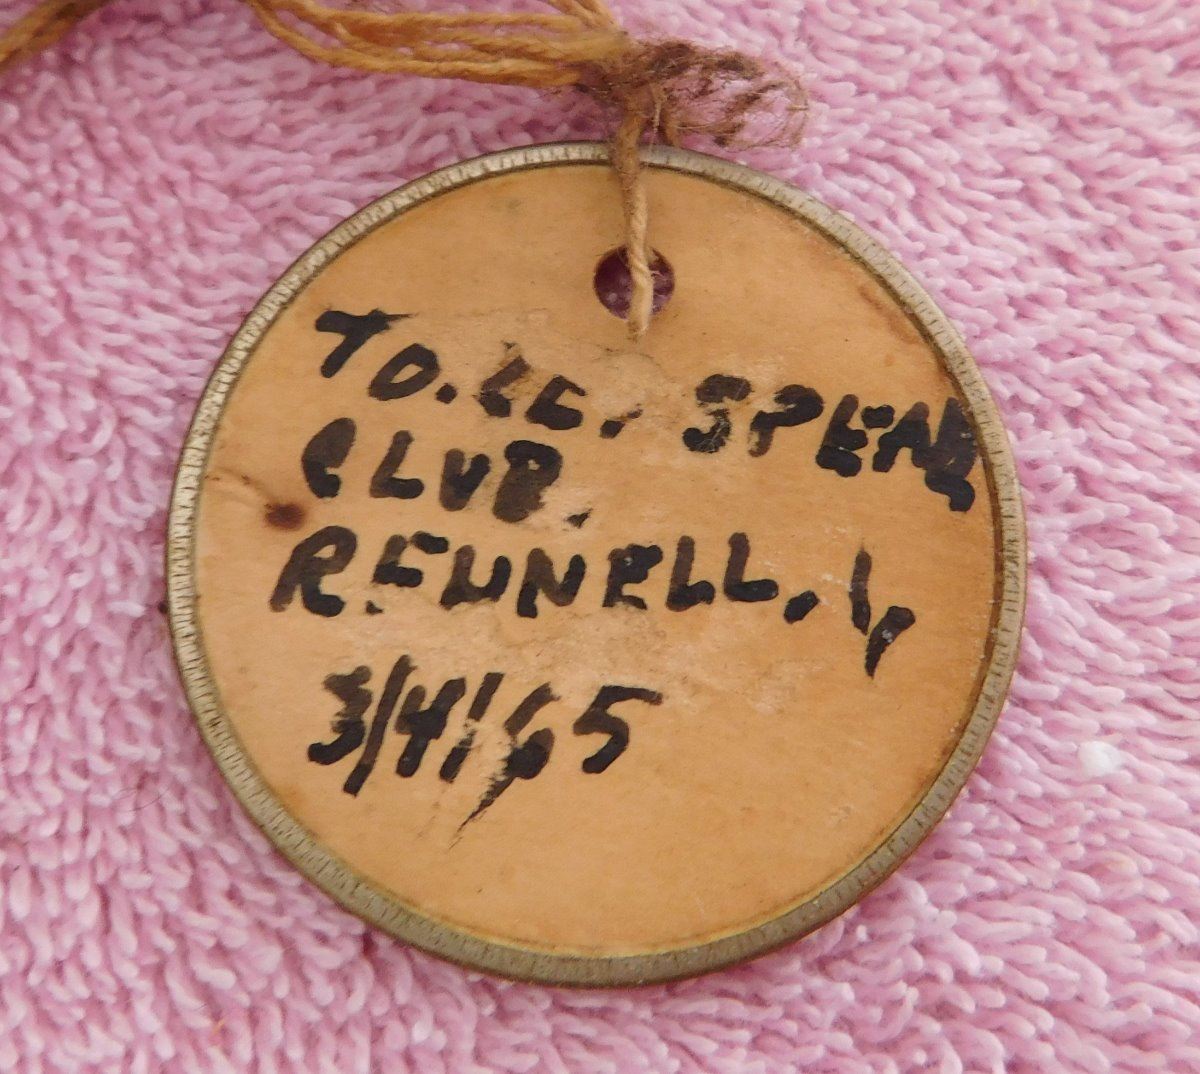 TO.LE. SPEAR
CLUB.
RENNELL. I,
3/4/65